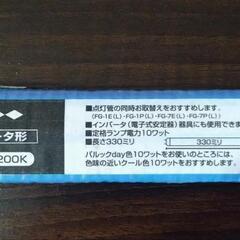 タ形
200K
■点灯管の同時お取替えをおすすめします。
（FG-1E(L)・FG-1P(L)・FG-7E(L)・FG-7P(L)）
■インバータ(電子式安定器)器具にも使用できま
■定格ランプ電力10ワット
■長さ330ミリ
330ミリ
パルックday色10ワットをお使いのところには、
色味の近いクール色10ワットをおすすめします。